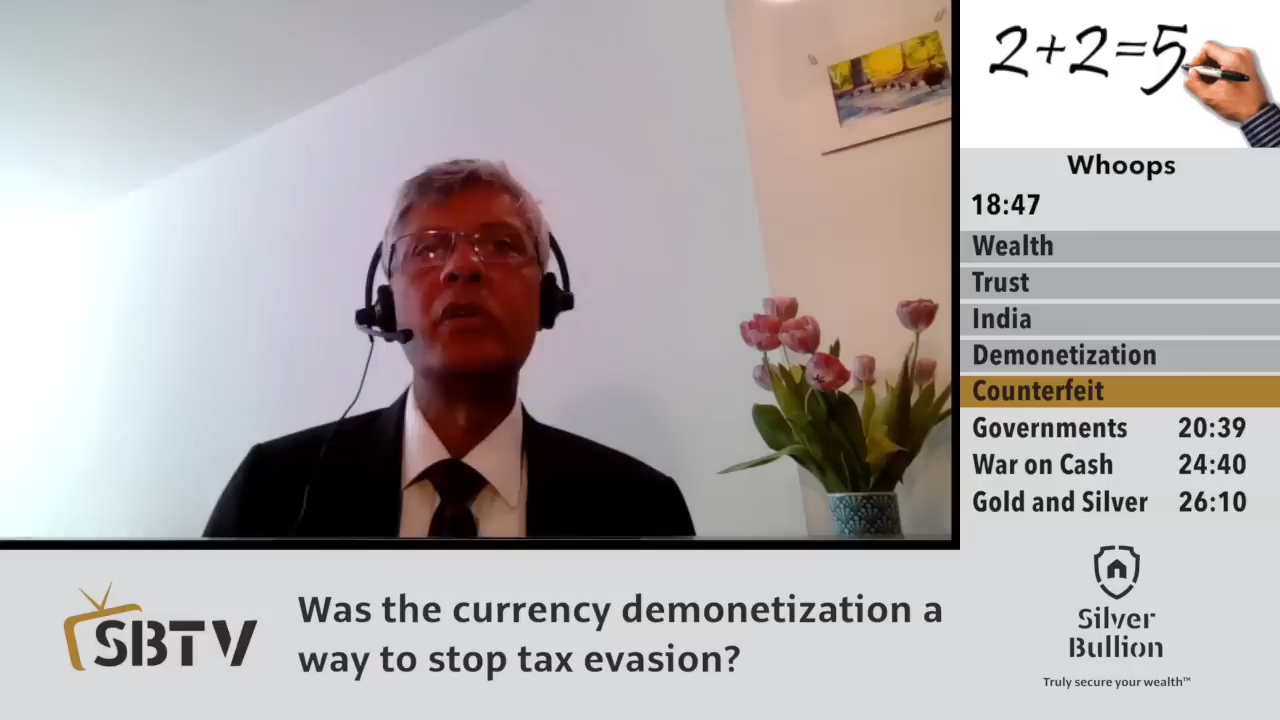 2+2=5
Whoops
18:47
Wealth
Trust
India
Demonetization
Counterfeit
Governments 20:39
War on Cash 24:40
Gold and Silver 26:10
SBTV
Was the currency demonetization a
way to stop tax evasion?
Silver
Bullion
Truly secure your wealth™